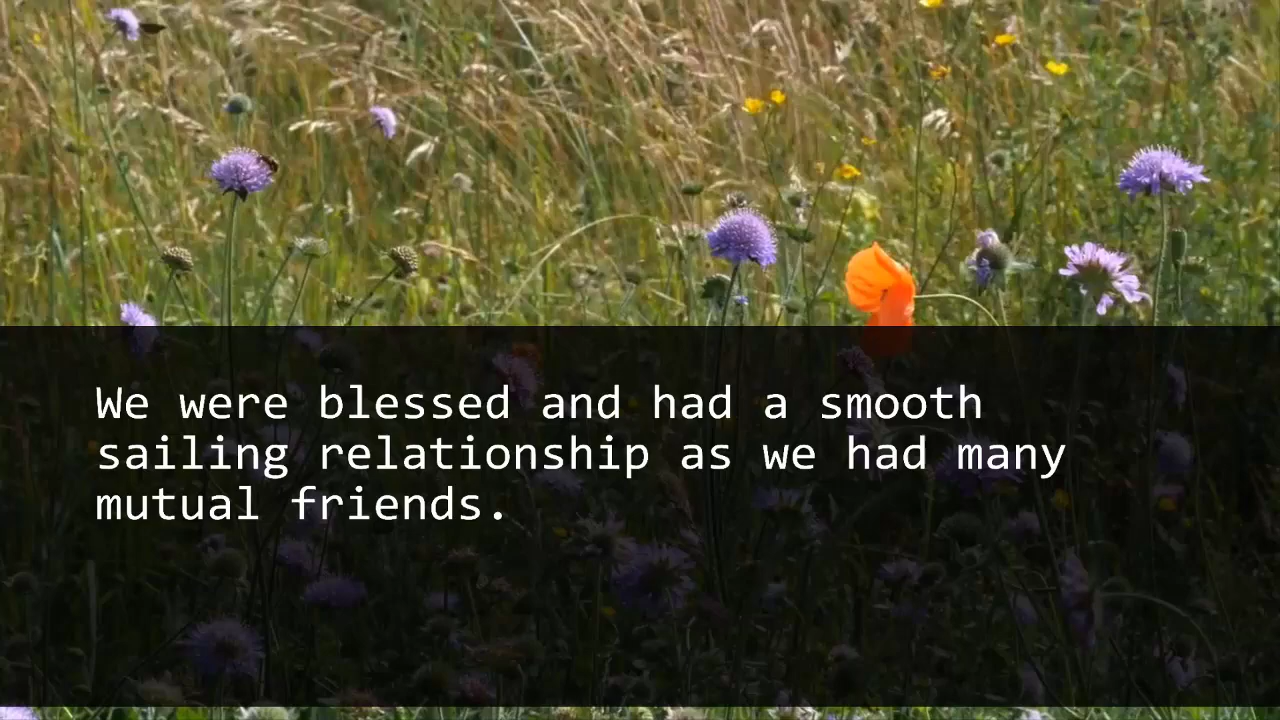 We were blessed and had a smooth
sailing relationship as we had many
mutual friends.